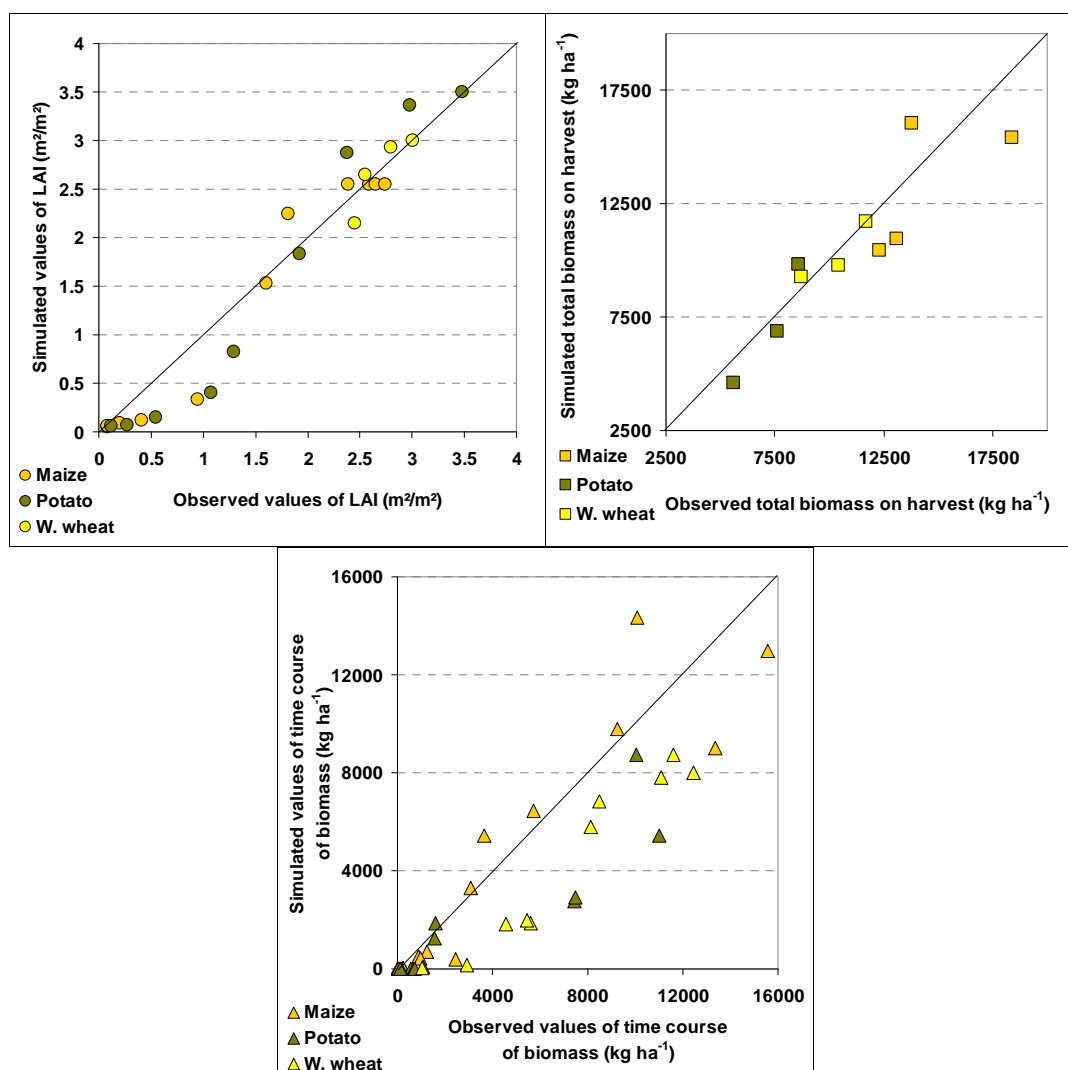 Simulated values of LAI (m²/m²)
4
3.5
3
2.5
2
1.5
1
0.5
0
0 0.5 1 1.5 2 2.5 3 3.5 4
Observed values of LAI (m²/m²)
Maize
Potato
W. wheat
Simulated total biomass on harvest (kg ha⁻¹)
17500
12500
7500
2500
2500 7500 12500 17500
Observed total biomass on harvest (kg ha⁻¹)
Maize
Potato
W. wheat
Simulated values of time course
of biomass (kg ha⁻¹)
16000
12000
8000
4000
0
0 4000 8000 12000 16000
Observed values of time course
of biomass (kg ha⁻¹)
Maize
Potato
W. wheat